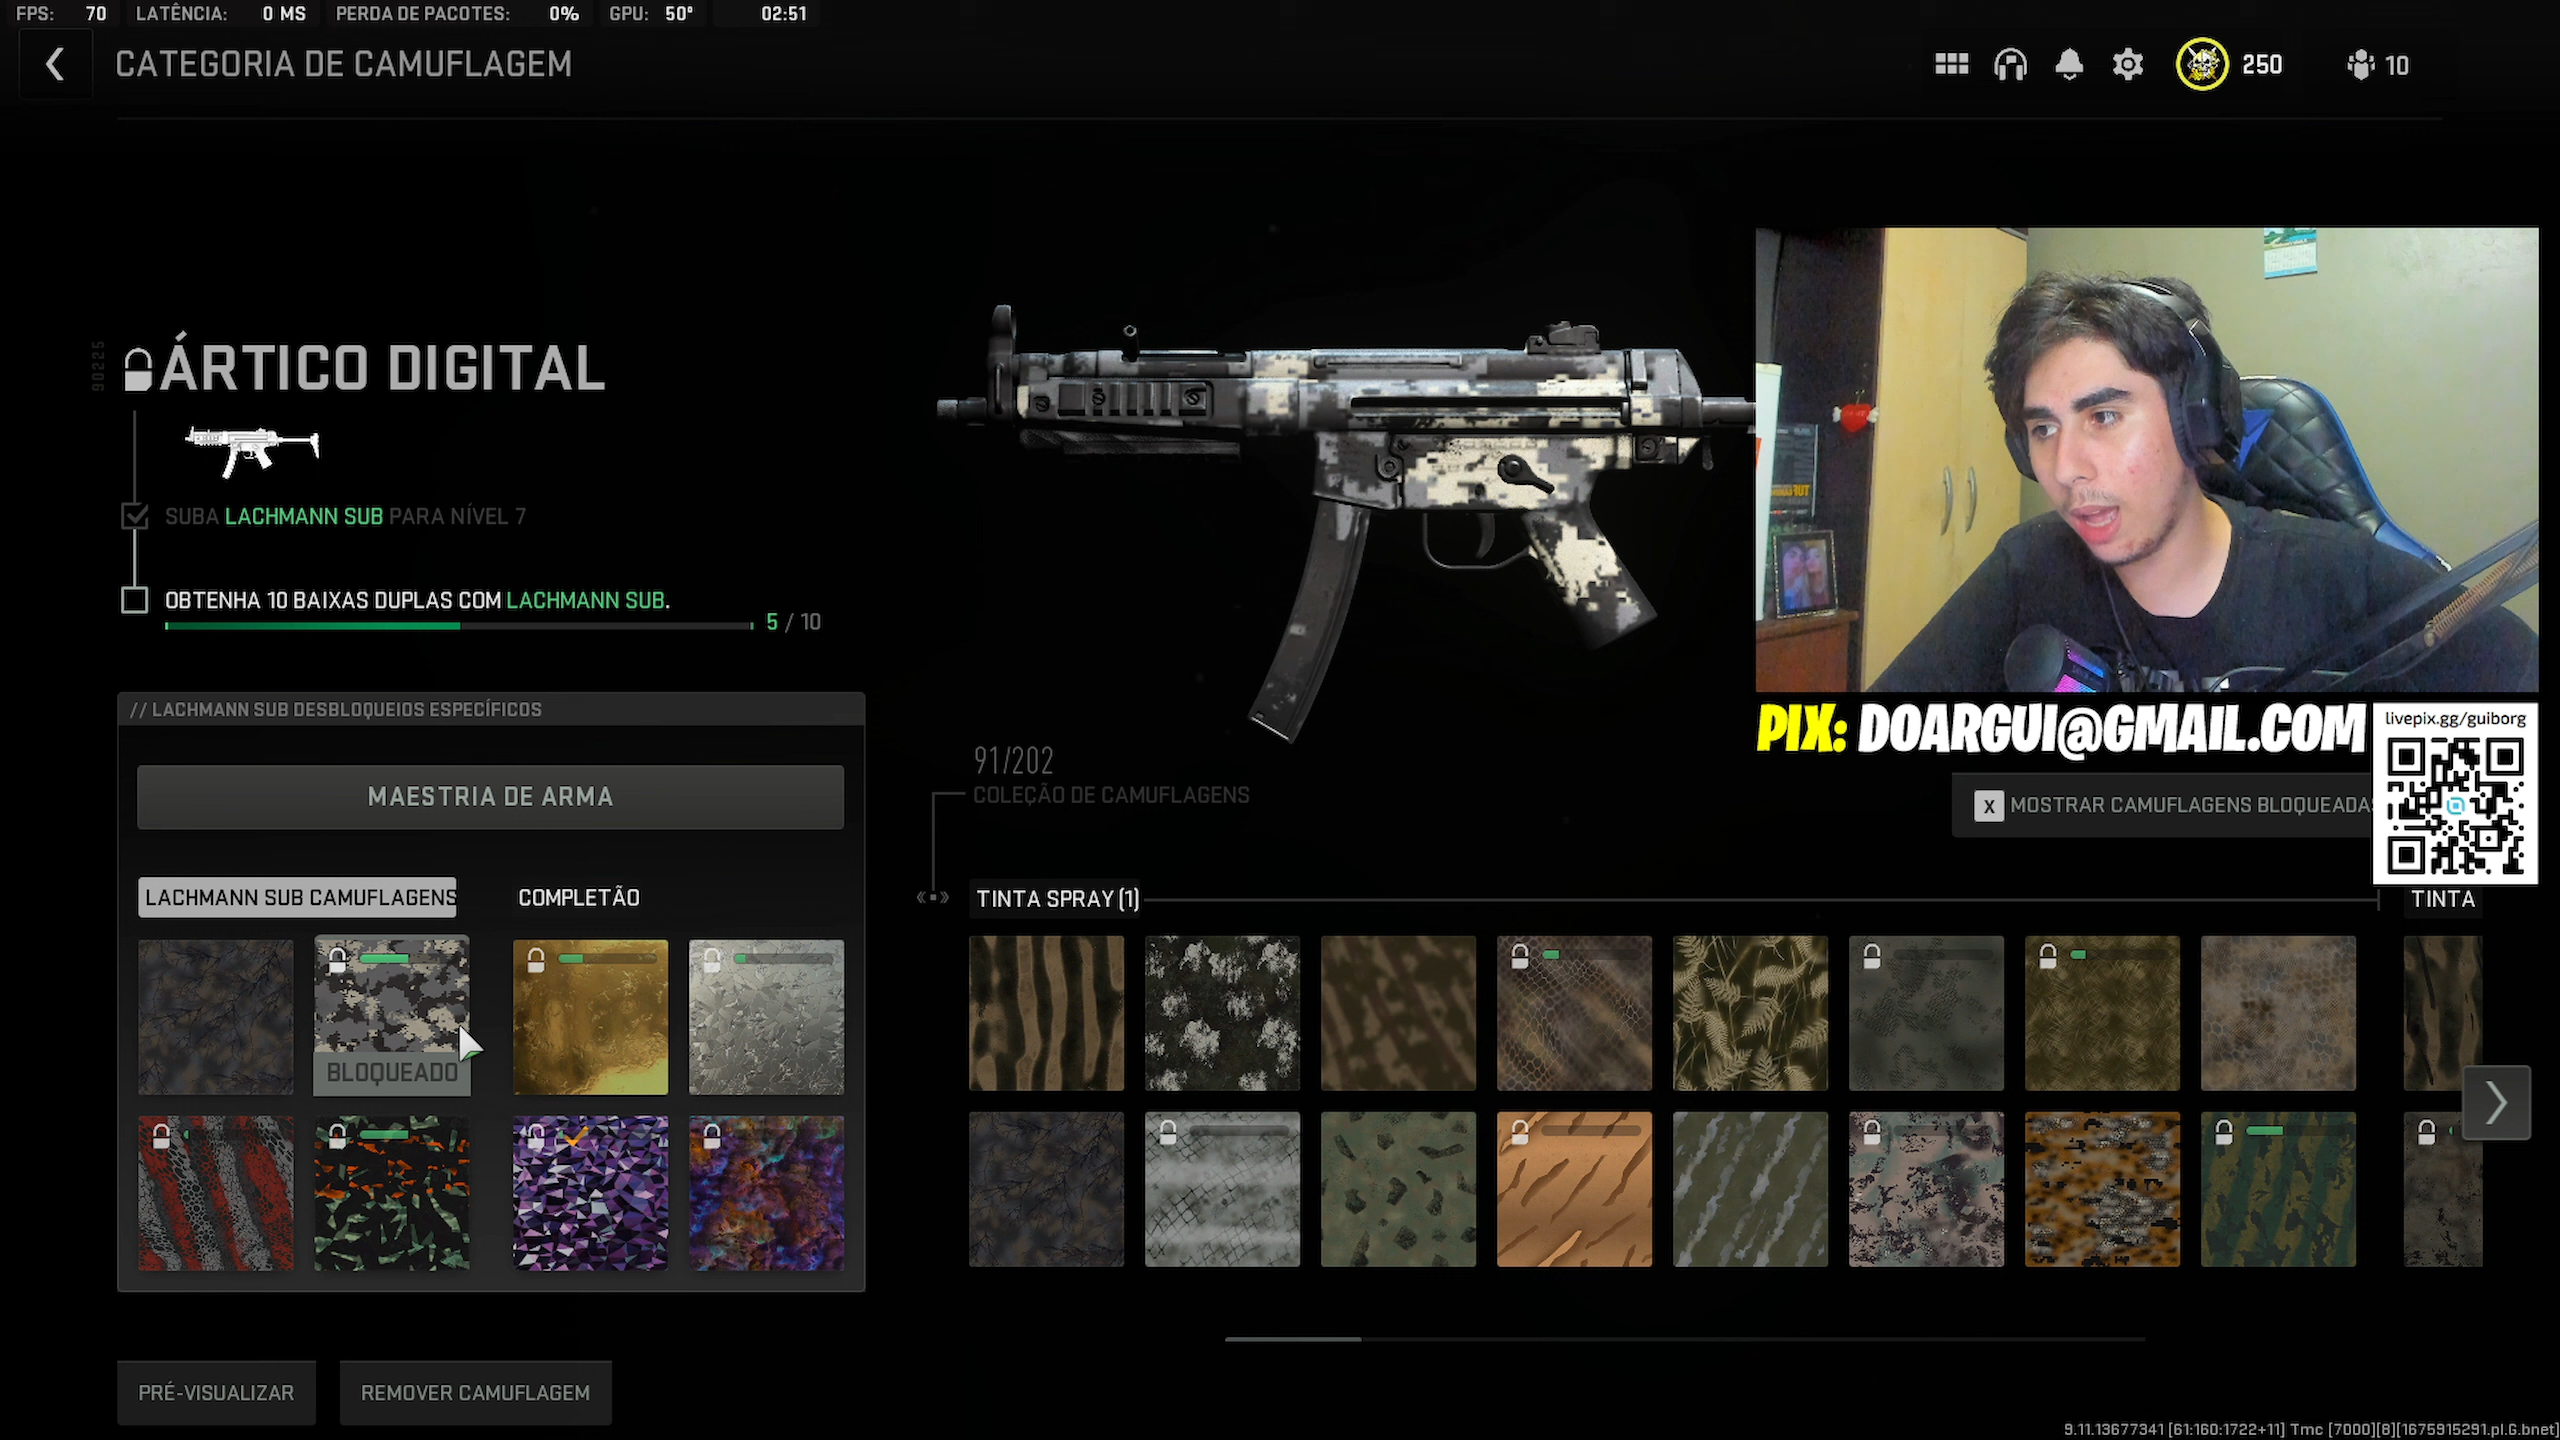 FPS: 70 LATÊNCIA: 0 MS PERDA DE PACOTES: 0% GPU: 50° 02:51
CATEGORIA DE CAMUFLAGEM
250
10
90225
ÁRTICO DIGITAL
SUBA LACHMANN SUB PARA NÍVEL 7
OBTENHA 10 BAIXAS DUPLAS COM LACHMANN SUB.
5 / 10
// LACHMANN SUB DESBLOQUEIOS ESPECÍFICOS
MAESTRIA DE ARMA
LACHMANN SUB CAMUFLAGENS
COMPLETÃO
BLOQUEADO
PIX: DOARGUI@GMAIL.COM
livepix.gg/guiborg
91/202
COLEÇÃO DE CAMUFLAGENS
X MOSTRAR CAMUFLAGENS BLOQUEADAS
TINTA SPRAY (1)
TINTA
PRÉ-VISUALIZAR
REMOVER CAMUFLAGEM
9.11.13677341 [61:160:1722+11] Tmc [7000][8][1675915291.pl.G.bnet]